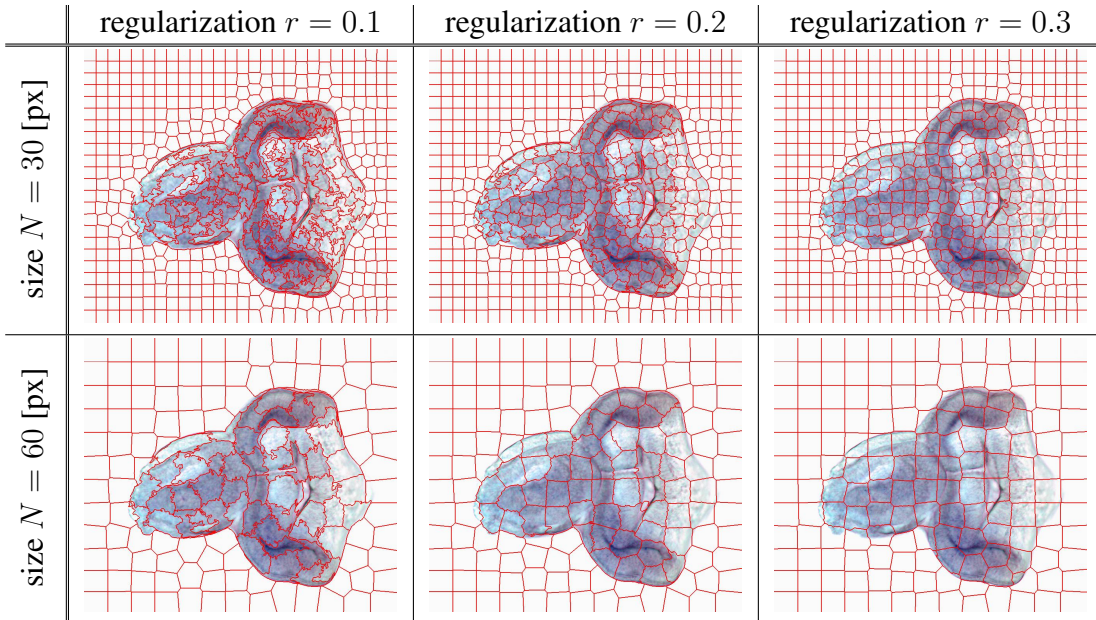 regularization r = 0.1
regularization r = 0.2
regularization r = 0.3
size N = 30 [px]
size N = 60 [px]